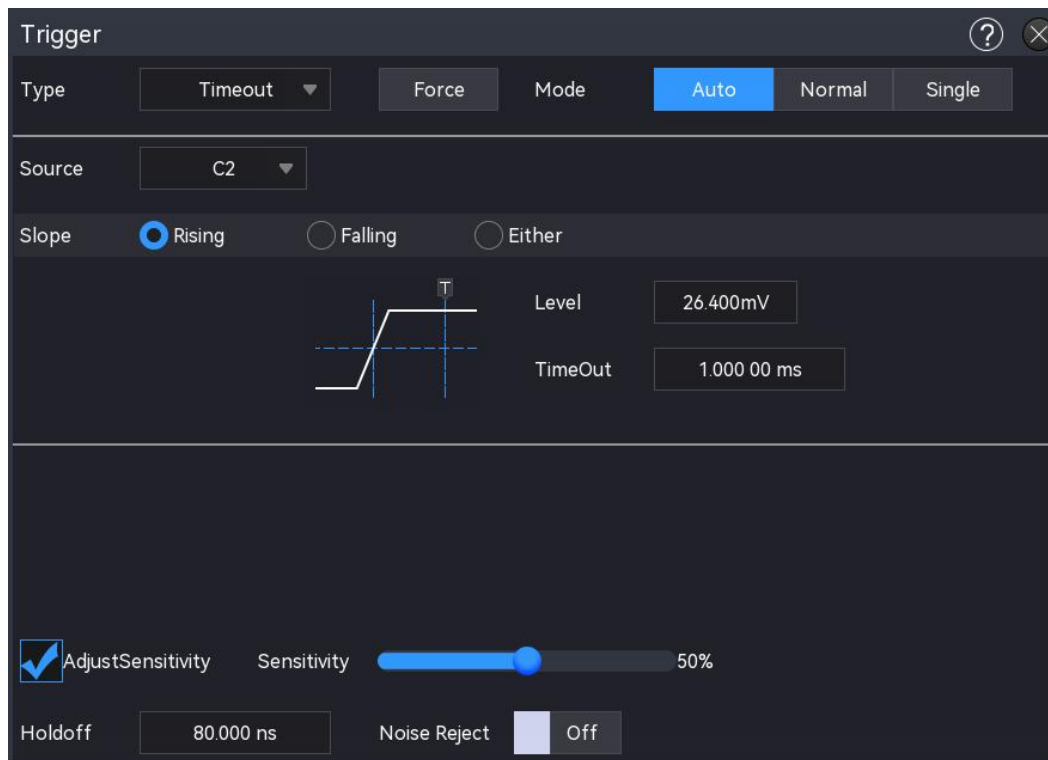 Trigger ?
Type Timeout Force Mode Auto Normal Single
Source C2
Slope Rising Falling Either
T
Level 26.400mV
TimeOut 1.000 00 ms
AdjustSensitivity Sensitivity 50%
Holdoff 80.000 ns Noise Reject Off